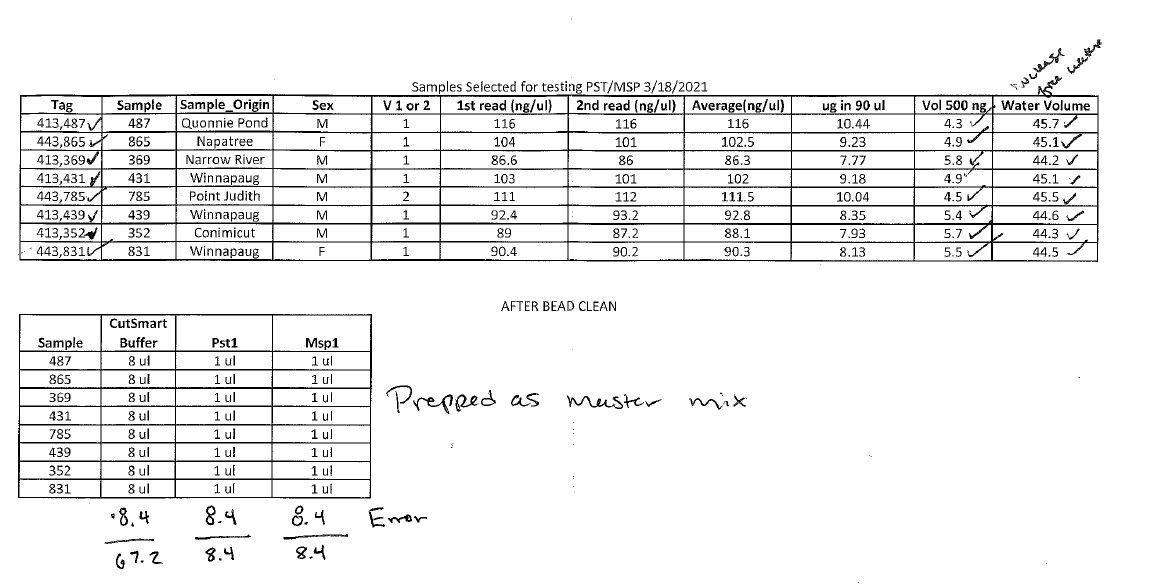 Nuclease
free water
Samples Selected for testing PST/MSP 3/18/2021
Tag Sample Sample_Origin Sex V 1 or 2 1st read (ng/ul) 2nd read (ng/ul) Average(ng/ul) ug in 90 ul Vol 500 ng Water Volume
413,487✓ 487 Quonnie Pond M 1 116 116 116 10.44 4.3 ✓ 45.7 ✓
443,865✓ 865 Napatree F 1 104 101 102.5 9.23 4.9 ✓ 45.1 ✓
413,369✓ 369 Narrow River M 1 86.6 86 86.3 7.77 5.8 ✓ 44.2 ✓
413,431✓ 431 Winnapaug M 1 103 101 102 9.18 4.9 45.1 ✓
443,785✓ 785 Point Judith M 2 111 112 111.5 10.04 4.5 ✓ 45.5 ✓
413,439✓ 439 Winnapaug M 1 92.4 93.2 92.8 8.35 5.4 ✓ 44.6 ✓
413,352✓ 352 Conimicut M 1 89 87.2 88.1 7.93 5.7 ✓ 44.3 ✓
443,831✓ 831 Winnapaug F 1 90.4 90.2 90.3 8.13 5.5 ✓ 44.5 ✓
AFTER BEAD CLEAN
CutSmart
Sample Buffer Pst1 Msp1
487 8 ul 1 ul 1 ul
865 8 ul 1 ul 1 ul
369 8 ul 1 ul 1 ul
431 8 ul 1 ul 1 ul
785 8 ul 1 ul 1 ul
439 8 ul 1 ul 1 ul
352 8 ul 1 ul 1 ul
831 8 ul 1 ul 1 ul
Prepped as master mix
·8.4 8.4 8.4 Error
67.2 8.4 8.4